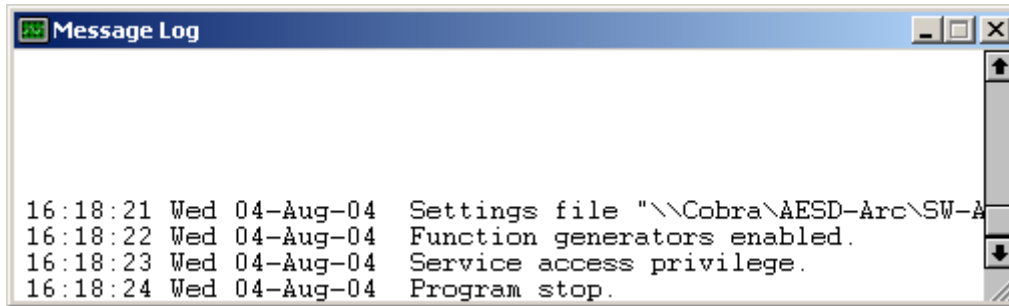 Message Log
16:18:21 Wed 04-Aug-04 Settings file "\\Cobra\AESD-Arc\SW-A
16:18:22 Wed 04-Aug-04 Function generators enabled.
16:18:23 Wed 04-Aug-04 Service access privilege.
16:18:24 Wed 04-Aug-04 Program stop.